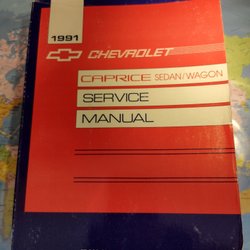 1991
CHEVROLET
CAPRICE SEDAN/WAGON
SERVICE
MANUAL